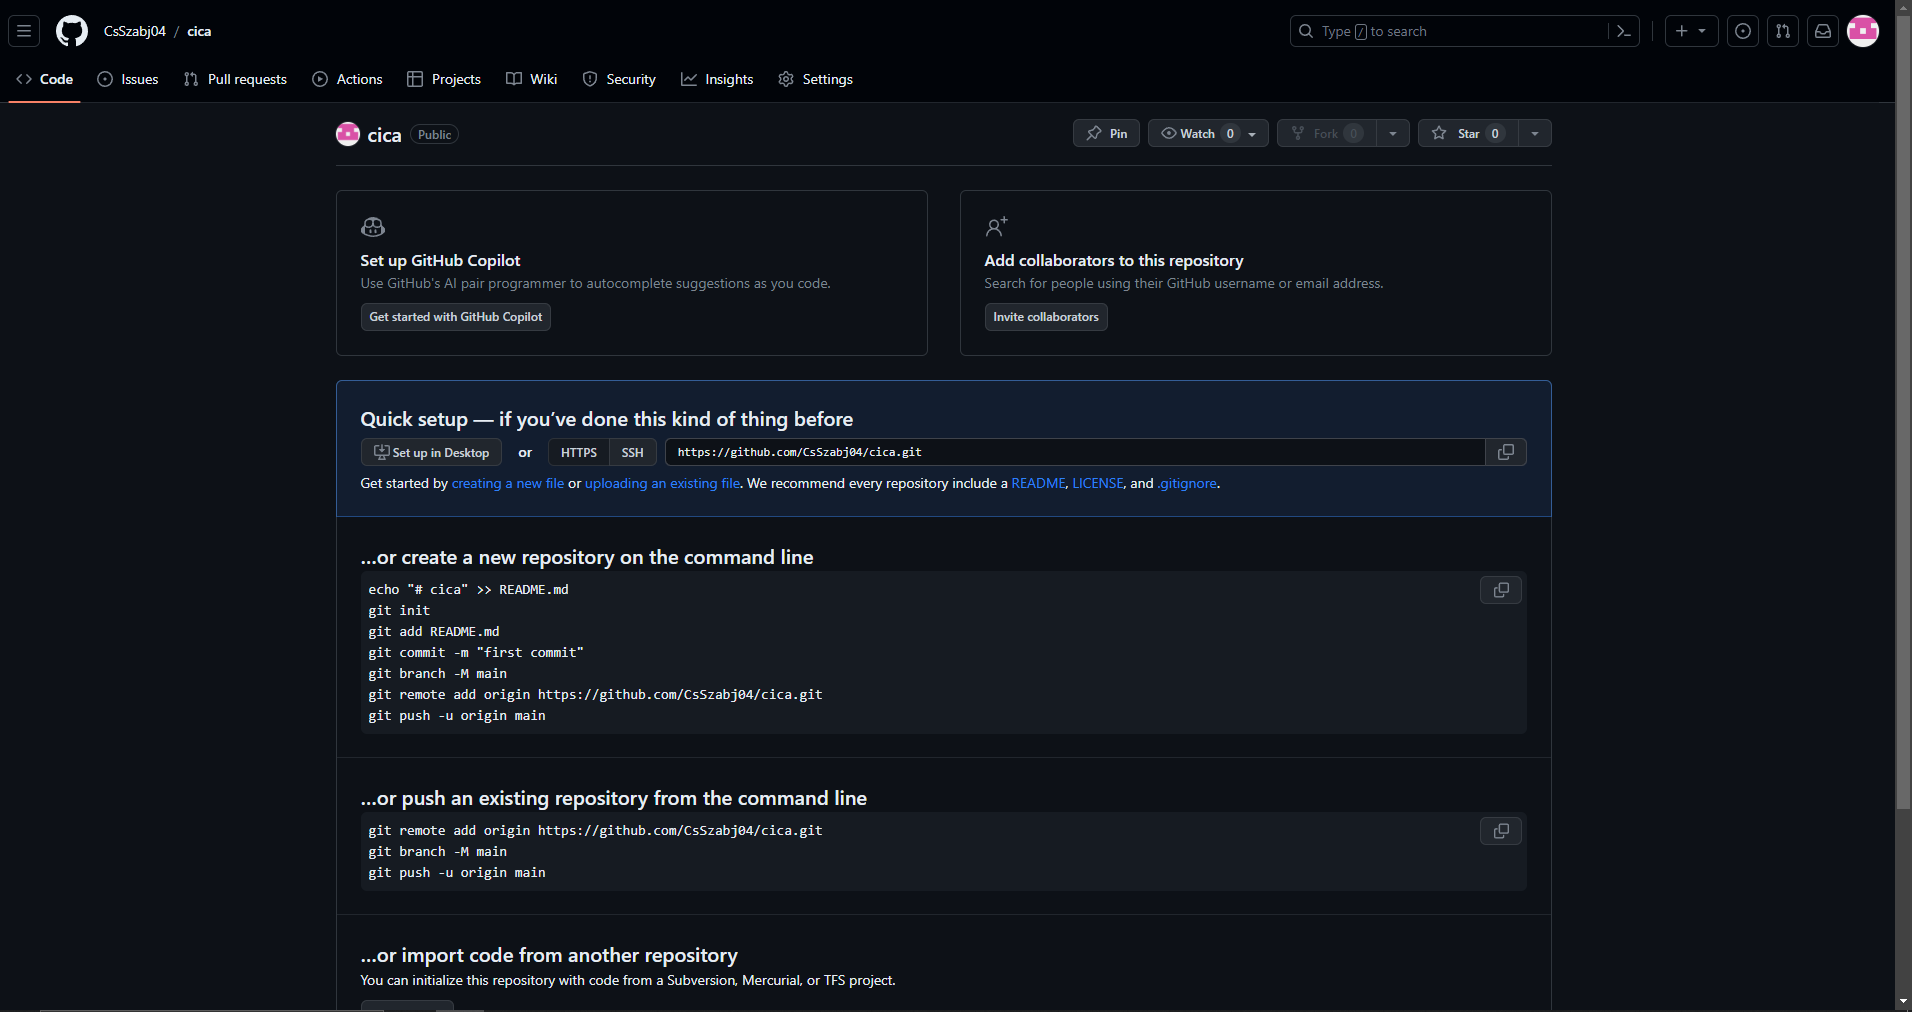 CsSzabj04 / cica
Type / to search
Code Issues Pull requests Actions Projects Wiki Security Insights Settings
cica Public
Pin Watch 0 Fork 0 Star 0
Set up GitHub Copilot
Use GitHub's AI pair programmer to autocomplete suggestions as you code.
Get started with GitHub Copilot
Add collaborators to this repository
Search for people using their GitHub username or email address.
Invite collaborators
Quick setup — if you've done this kind of thing before
Set up in Desktop or HTTPS SSH https://github.com/CsSzabj04/cica.git
Get started by creating a new file or uploading an existing file. We recommend every repository include a README, LICENSE, and .gitignore.
…or create a new repository on the command line
echo "# cica" >> README.md
git init
git add README.md
git commit -m "first commit"
git branch -M main
git remote add origin https://github.com/CsSzabj04/cica.git
git push -u origin main
…or push an existing repository from the command line
git remote add origin https://github.com/CsSzabj04/cica.git
git branch -M main
git push -u origin main
…or import code from another repository
You can initialize this repository with code from a Subversion, Mercurial, or TFS project.